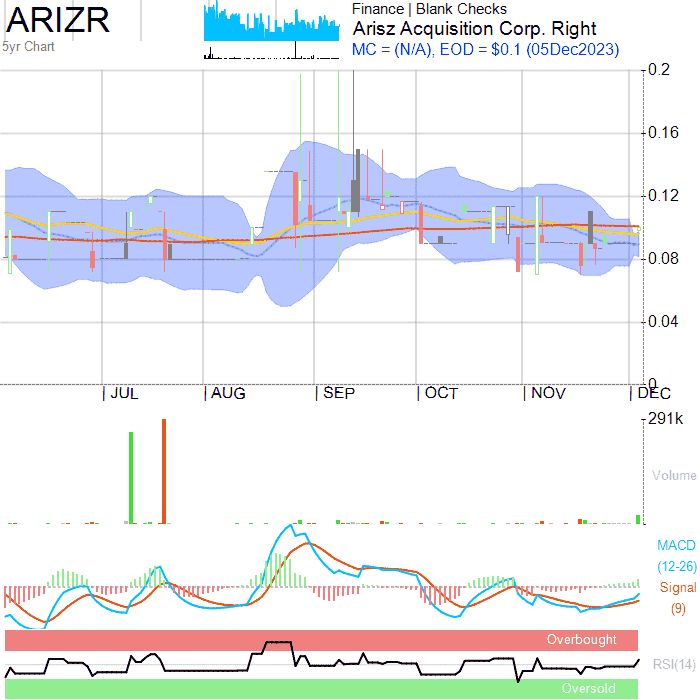 ARIZR
5yr Chart
Finance | Blank Checks
Arisz Acquisition Corp. Right
MC = (N/A), EOD = $0.1 (05Dec2023)
0.2
0.16
0.12
0.08
0.04
0
JUL AUG SEP OCT NOV DEC
291k
Volume
MACD
(12-26)
Signal
(9)
Overbought
RSI(14)
Oversold